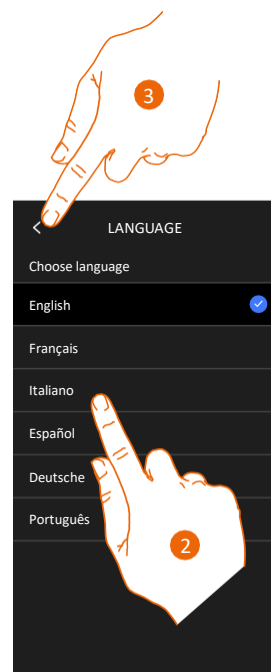 3
< LANGUAGE
Choose language
English
Français
Italiano
Español
Deutsche
Português
2